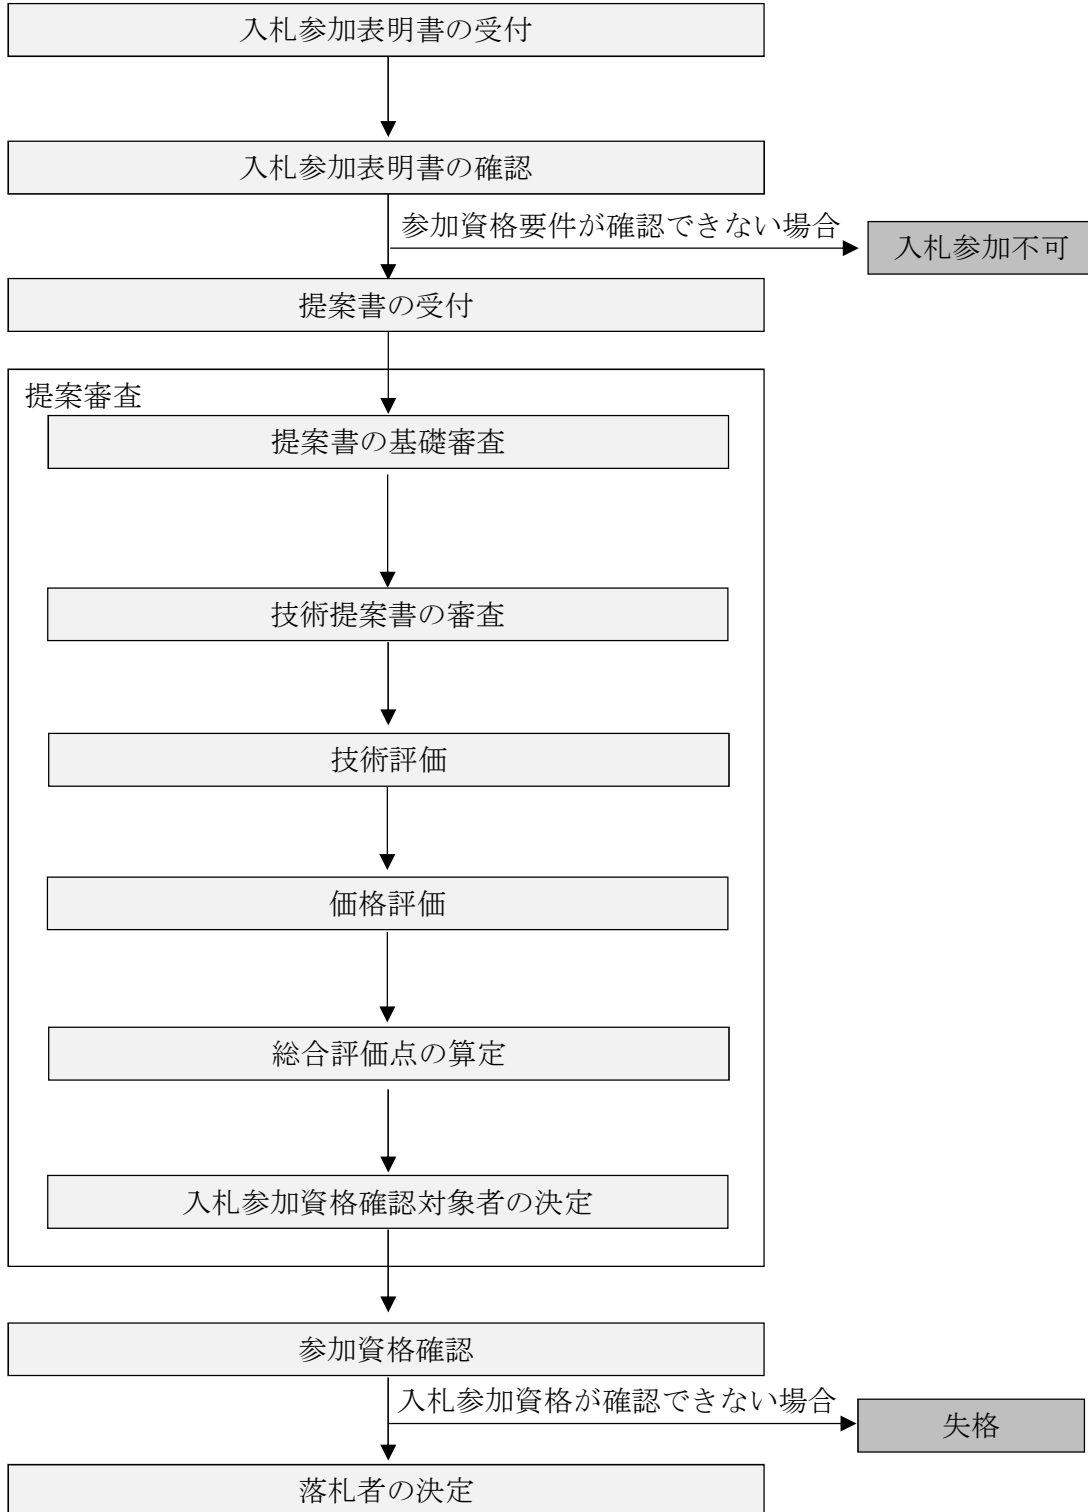 入札参加表明書の受付
入札参加表明書の確認
参加資格要件が確認できない場合
入札参加不可
提案書の受付
提案審査
提案書の基礎審査
技術提案書の審査
技術評価
価格評価
総合評価点の算定
入札参加資格確認対象者の決定
参加資格確認
入札参加資格が確認できない場合
失格
落札者の決定